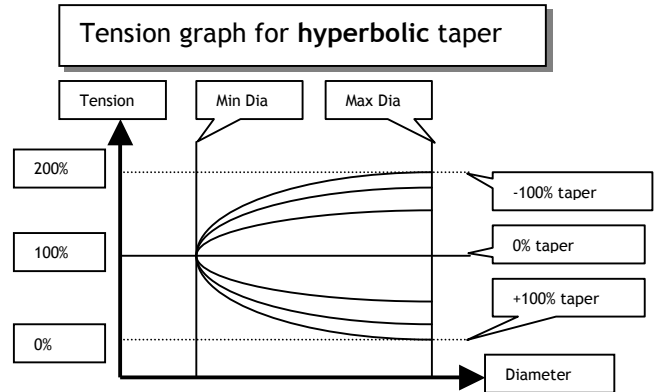 Tension graph for hyperbolic taper
Tension
Min Dia
Max Dia
200%
-100% taper
100%
0% taper
+100% taper
0%
Diameter